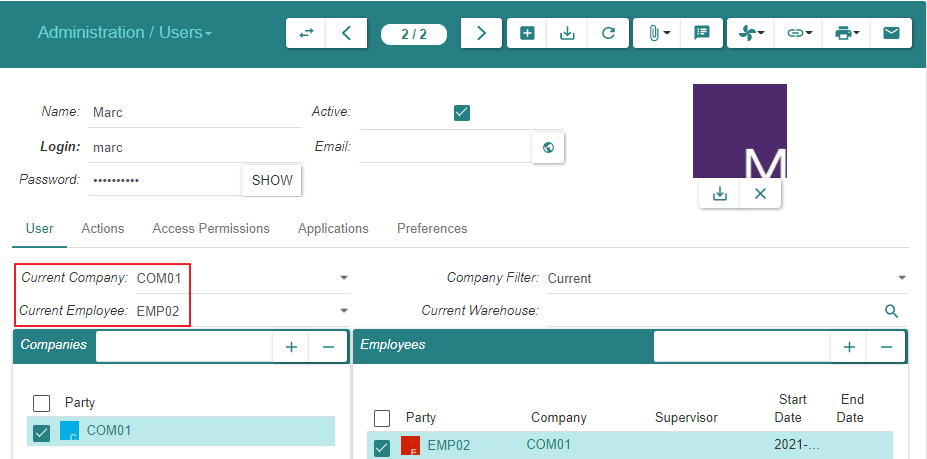 Administration / Users
2 / 2
Name: Marc Active:
Login: marc Email:
Password: •••••••••• SHOW
M
User Actions Access Permissions Applications Preferences
Current Company: COM01 Company Filter: Current
Current Employee: EMP02 Current Warehouse:
Companies Employees
Party
COM01
Party Company Supervisor Start Date End Date
EMP02 COM01 2021-...